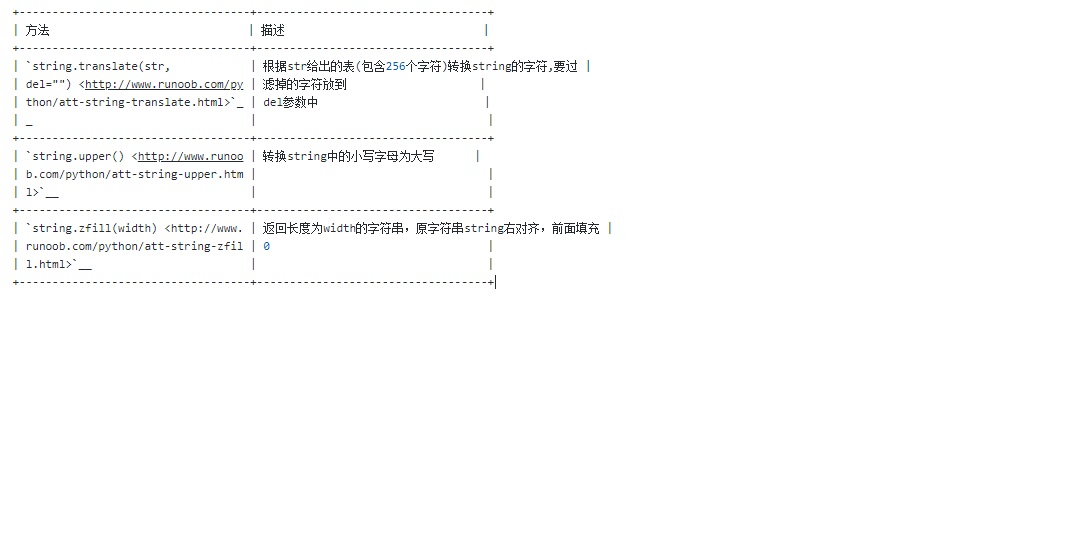 +---------------------------------+---------------------------------+
| 方法 | 描述 |
+---------------------------------+---------------------------------+
| `string.translate(str, | 根据str给出的表(包含256个字符)转换string的字符,要过 |
| del="") <http://www.runoob.com/py | 滤掉的字符放到 |
| thon/att-string-translate.html>`_ | del参数中 |
| _ | |
+---------------------------------+---------------------------------+
| `string.upper() <http://www.runoo | 转换string中的小写字母为大写 |
| b.com/python/att-string-upper.htm | |
| l>`__ | |
+---------------------------------+---------------------------------+
| `string.zfill(width) <http://www. | 返回长度为width的字符串，原字符串string右对齐，前面填充 |
| runoob.com/python/att-string-zfil | 0 |
| l.html>`__ | |
+---------------------------------+---------------------------------+